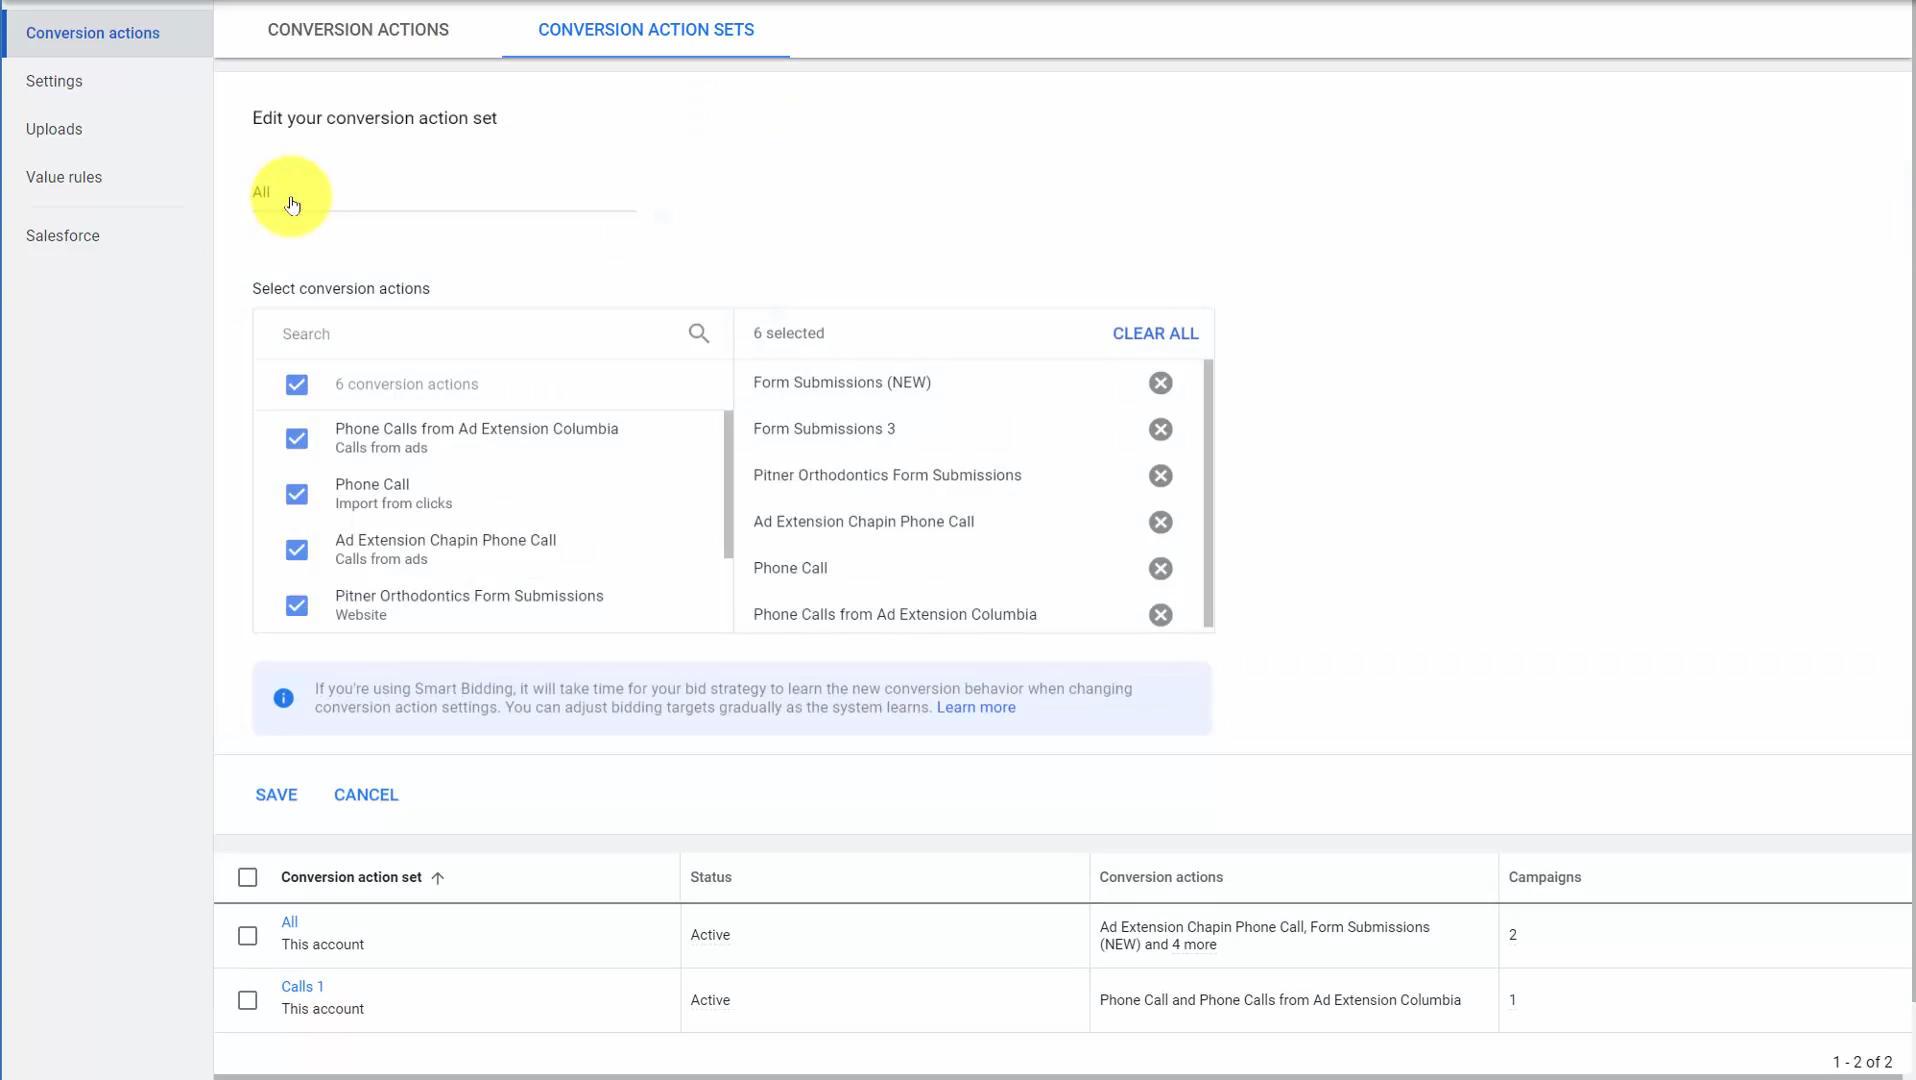 Conversion actions
Settings
Uploads
Value rules
Salesforce
CONVERSION ACTIONS
CONVERSION ACTION SETS
Edit your conversion action set
All
Select conversion actions
Search
6 conversion actions
Phone Calls from Ad Extension Columbia
Calls from ads
Phone Call
Import from clicks
Ad Extension Chapin Phone Call
Calls from ads
Pitner Orthodontics Form Submissions
Website
6 selected
CLEAR ALL
Form Submissions (NEW)
Form Submissions 3
Pitner Orthodontics Form Submissions
Ad Extension Chapin Phone Call
Phone Call
Phone Calls from Ad Extension Columbia
If you're using Smart Bidding, it will take time for your bid strategy to learn the new conversion behavior when changing
conversion action settings. You can adjust bidding targets gradually as the system learns. Learn more
SAVE
CANCEL
Conversion action set
Status
Conversion actions
Campaigns
All
This account
Active
Ad Extension Chapin Phone Call, Form Submissions
(NEW) and 4 more
2
Calls 1
This account
Active
Phone Call and Phone Calls from Ad Extension Columbia
1
1 - 2 of 2